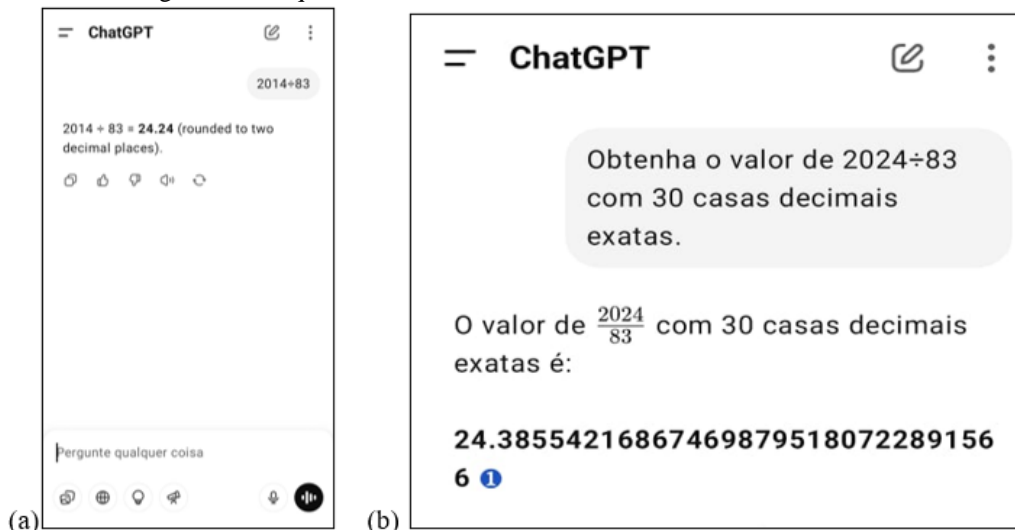 ChatGPT
2014÷83
2014 ÷ 83 = 24.24 (rounded to two
decimal places).
Pergunte qualquer coisa
(a)
ChatGPT
Obtenha o valor de 2024÷83
com 30 casas decimais
exatas.
O valor de 2024/83 com 30 casas decimais
exatas é:
24.38554216867469879518072289156
6 1
(b)